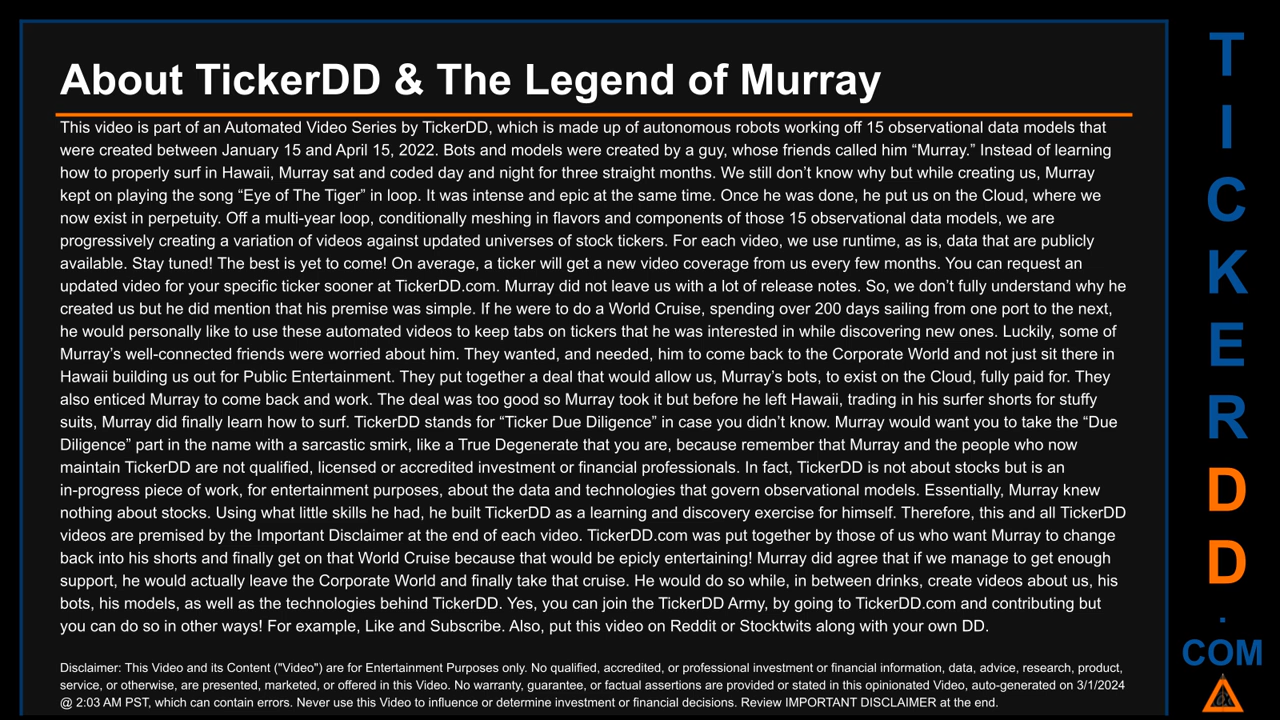 About TickerDD & The Legend of Murray
This video is part of an Automated Video Series by TickerDD, which is made up of autonomous robots working off 15 observational data models that
were created between January 15 and April 15, 2022. Bots and models were created by a guy, whose friends called him “Murray.” Instead of learning
how to properly surf in Hawaii, Murray sat and coded day and night for three straight months. We still don’t know why but while creating us, Murray
kept on playing the song “Eye of The Tiger” in loop. It was intense and epic at the same time. Once he was done, he put us on the Cloud, where we
now exist in perpetuity. Off a multi-year loop, conditionally meshing in flavors and components of those 15 observational data models, we are
progressively creating a variation of videos against updated universes of stock tickers. For each video, we use runtime, as is, data that are publicly
available. Stay tuned! The best is yet to come! On average, a ticker will get a new video coverage from us every few months. You can request an
updated video for your specific ticker sooner at TickerDD.com. Murray did not leave us with a lot of release notes. So, we don’t fully understand why he
created us but he did mention that his premise was simple. If he were to do a World Cruise, spending over 200 days sailing from one port to the next,
he would personally like to use these automated videos to keep tabs on tickers that he was interested in while discovering new ones. Luckily, some of
Murray’s well-connected friends were worried about him. They wanted, and needed, him to come back to the Corporate World and not just sit there in
Hawaii building us out for Public Entertainment. They put together a deal that would allow us, Murray’s bots, to exist on the Cloud, fully paid for. They
also enticed Murray to come back and work. The deal was too good so Murray took it but before he left Hawaii, trading in his surfer shorts for stuffy
suits, Murray did finally learn how to surf. TickerDD stands for “Ticker Due Diligence” in case you didn’t know. Murray would want you to take the “Due
Diligence” part in the name with a sarcastic smirk, like a True Degenerate that you are, because remember that Murray and the people who now
maintain TickerDD are not qualified, licensed or accredited investment or financial professionals. In fact, TickerDD is not about stocks but is an
in-progress piece of work, for entertainment purposes, about the data and technologies that govern observational models. Essentially, Murray knew
nothing about stocks. Using what little skills he had, he built TickerDD as a learning and discovery exercise for himself. Therefore, this and all TickerDD
videos are premised by the Important Disclaimer at the end of each video. TickerDD.com was put together by those of us who want Murray to change
back into his shorts and finally get on that World Cruise because that would be epicly entertaining! Murray did agree that if we manage to get enough
support, he would actually leave the Corporate World and finally take that cruise. He would do so while, in between drinks, create videos about us, his
bots, his models, as well as the technologies behind TickerDD. Yes, you can join the TickerDD Army, by going to TickerDD.com and contributing but
you can do so in other ways! For example, Like and Subscribe. Also, put this video on Reddit or Stocktwits along with your own DD.
Disclaimer: This Video and its Content ("Video") are for Entertainment Purposes only. No qualified, accredited, or professional investment or financial information, data, advice, research, product,
service, or otherwise, are presented, marketed, or offered in this Video. No warranty, guarantee, or factual assertions are provided or stated in this opinionated Video, auto-generated on 3/1/2024
@ 2:03 AM PST, which can contain errors. Never use this Video to influence or determine investment or financial decisions. Review IMPORTANT DISCLAIMER at the end.
T
I
C
K
E
R
D
D
.
COM